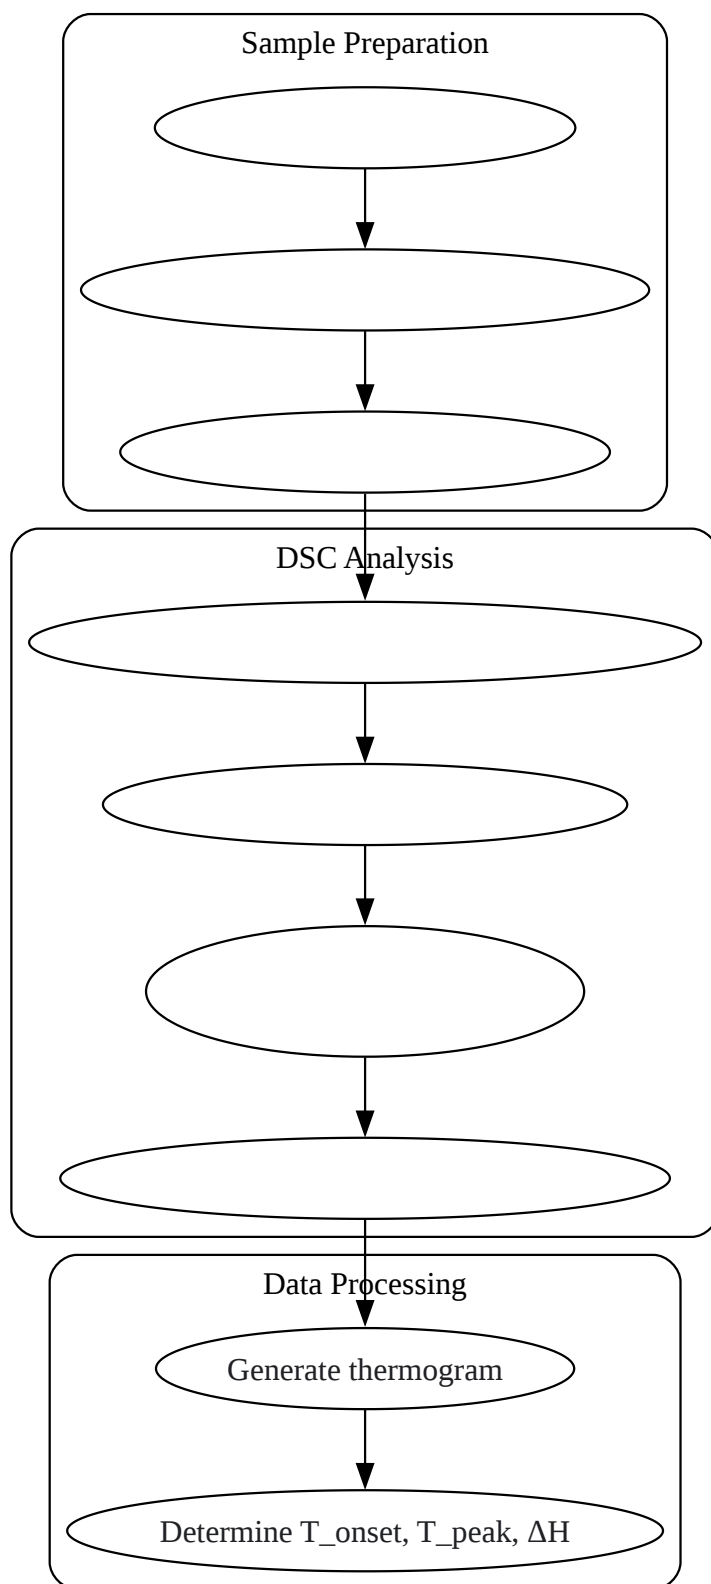 Sample Preparation
DSC Analysis
Data Processing
Generate thermogram
Determine T_onset, T_peak, ΔH